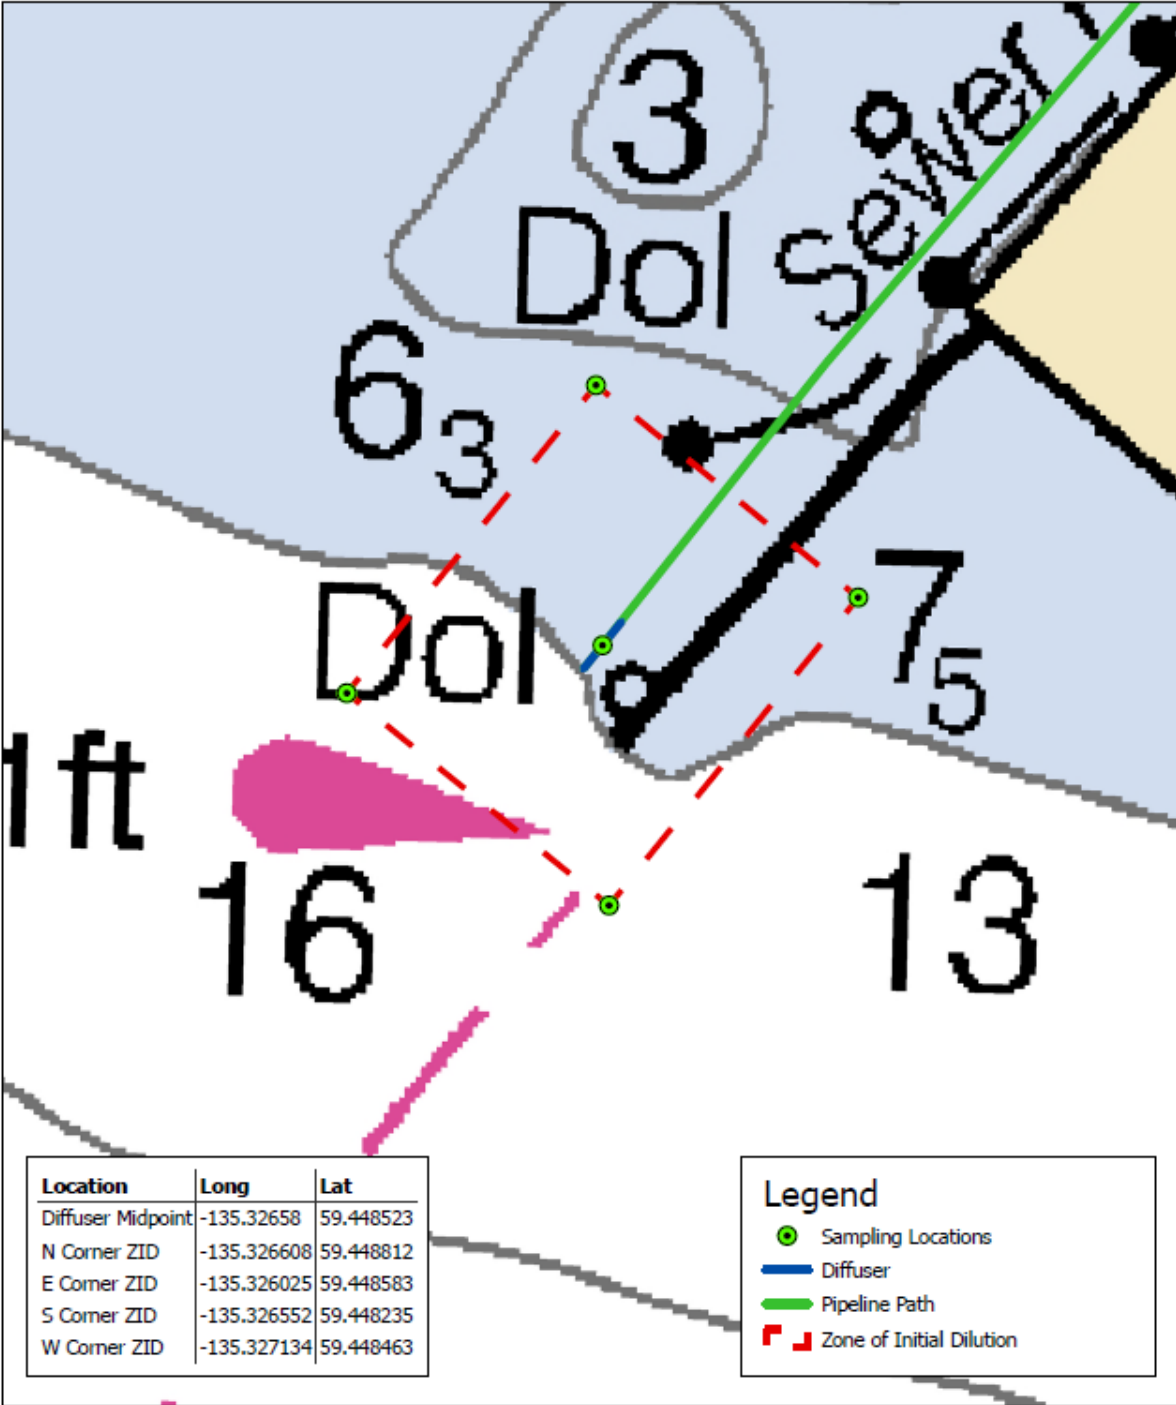 3
Sewer
Dol
6 3
7 5
Dol
1ft
16
13
Location Long Lat
Diffuser Midpoint -135.32658 59.448523
N Corner ZID -135.326608 59.448812
E Corner ZID -135.326025 59.448583
S Corner ZID -135.326552 59.448235
W Corner ZID -135.327134 59.448463
Legend
Sampling Locations
Diffuser
Pipeline Path
Zone of Initial Dilution